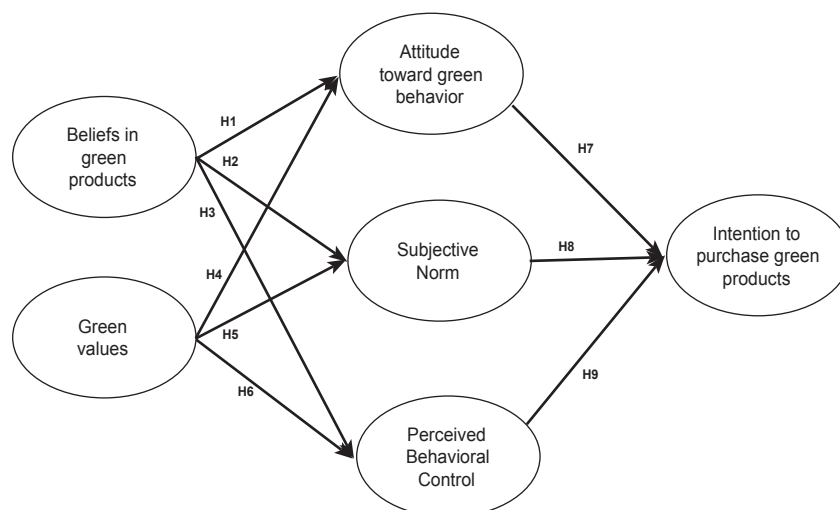 Attitude
toward green
behavior
Beliefs in
green
products
H1
H2
H3
H7
Subjective
Norm
H8
Intention to
purchase green
products
H4
Green
values
H5
H6
H9
Perceived
Behavioral
Control